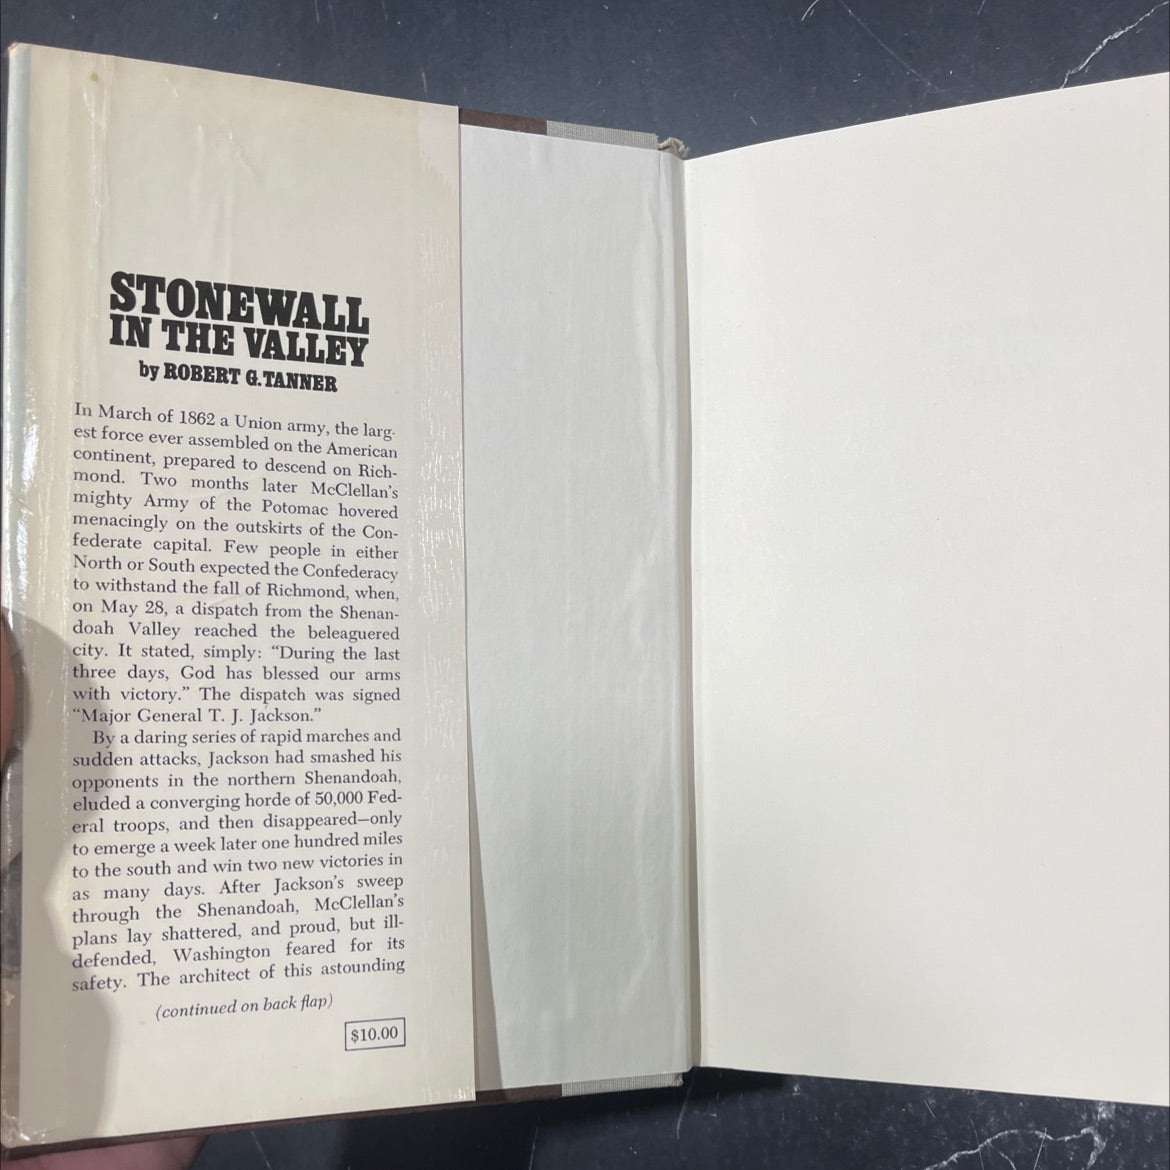 STONEWALL
IN THE VALLEY
by ROBERT G. TANNER
In March of 1862 a Union army, the larg-
est force ever assembled on the American
continent, prepared to descend on Rich-
mond. Two months later McClellan's
mighty Army of the Potomac hovered
menacingly on the outskirts of the Con-
federate capital. Few people in either
North or South expected the Confederacy
to withstand the fall of Richmond, when,
on May 28, a dispatch from the Shenan-
doah Valley reached the beleaguered
city. It stated, simply: “During the last
three days, God has blessed our arms
with victory.” The dispatch was signed
“Major General T. J. Jackson.”
By a daring series of rapid marches and
sudden attacks, Jackson had smashed his
opponents in the northern Shenandoah,
eluded a converging horde of 50,000 Fed-
eral troops, and then disappeared—only
to emerge a week later one hundred miles
to the south and win two new victories in
as many days. After Jackson's sweep
through the Shenandoah, McClellan's
plans lay shattered, and proud, but ill-
defended, Washington feared for its
safety. The architect of this astounding
(continued on back flap)
$10.00